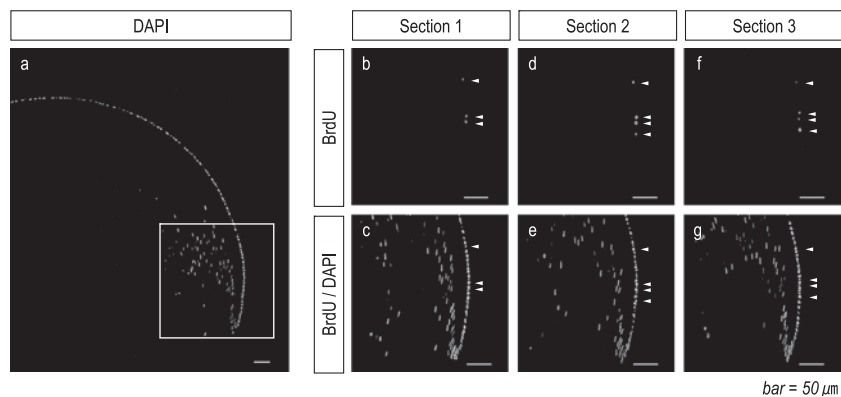 DAPI
Section 1
Section 2
Section 3
a
BrdU
b
d
f
BrdU / DAPI
c
e
g
bar = 50 μm